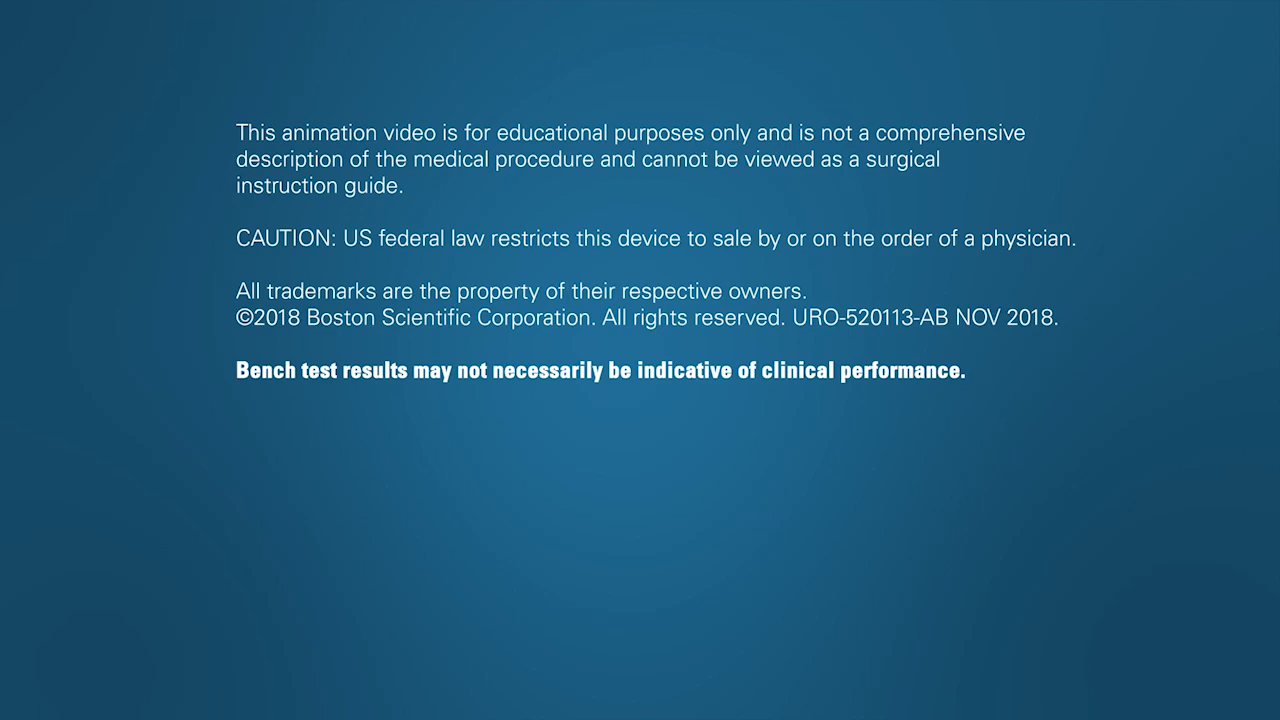 This animation video is for educational purposes only and is not a comprehensive
description of the medical procedure and cannot be viewed as a surgical
instruction guide.
CAUTION: US federal law restricts this device to sale by or on the order of a physician.
All trademarks are the property of their respective owners.
©2018 Boston Scientific Corporation. All rights reserved. URO-520113-AB NOV 2018.
Bench test results may not necessarily be indicative of clinical performance.